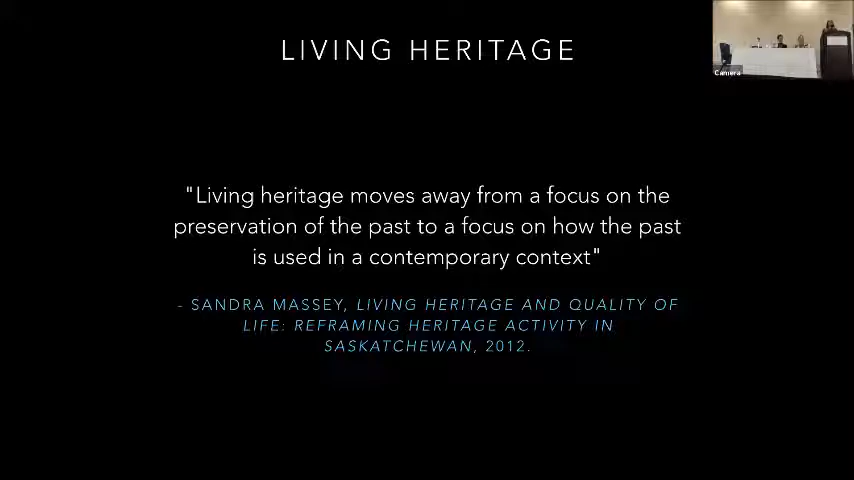 LIVING HERITAGE
Camera
"Living heritage moves away from a focus on the
preservation of the past to a focus on how the past
is used in a contemporary context"
- SANDRA MASSEY, LIVING HERITAGE AND QUALITY OF
LIFE: REFRAMING HERITAGE ACTIVITY IN
SASKATCHEWAN, 2012.